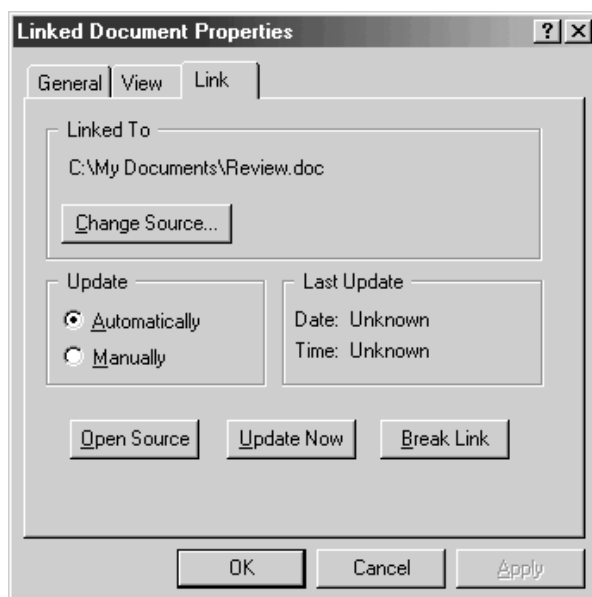 Linked Document Properties
? X
General View Link
Linked To
C:\My Documents\Review.doc
Change Source...
Update
Automatically
Manually
Last Update
Date: Unknown
Time: Unknown
Open Source Update Now Break Link
OK Cancel Apply